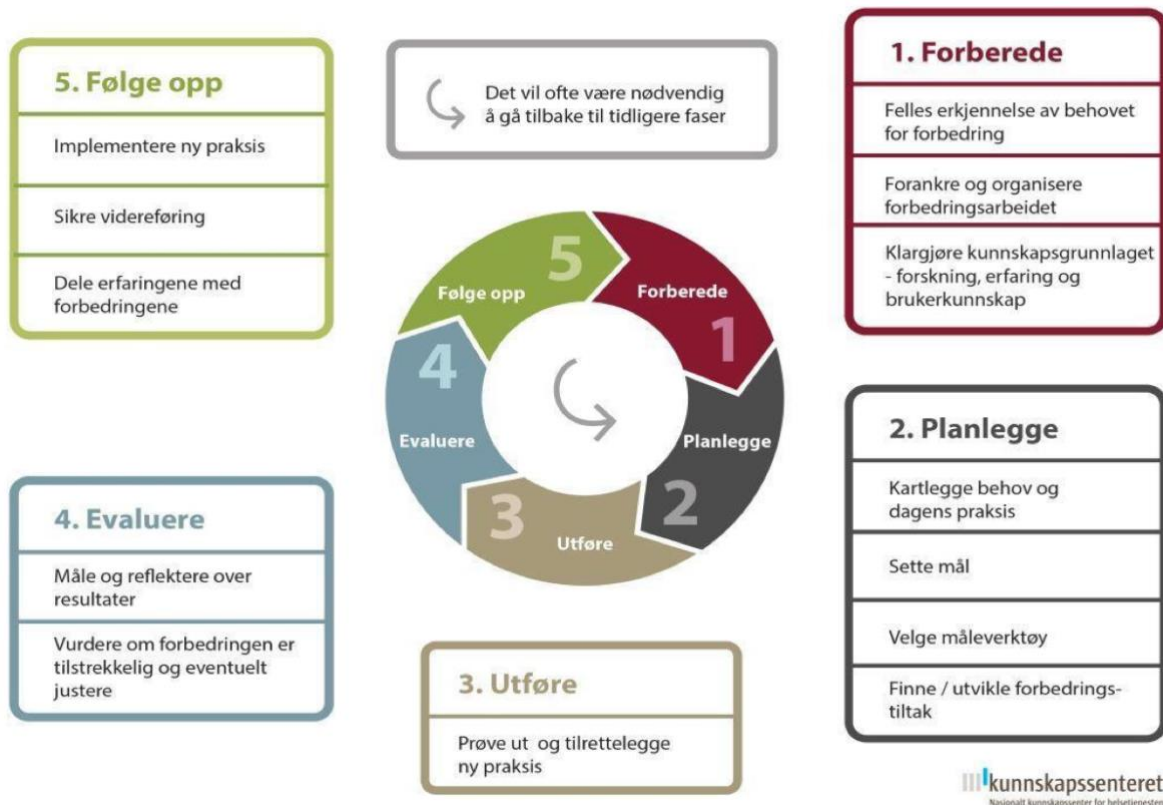 1. Forberede
Felles erkjennelse av behovet
for forbedring
Forankre og organisere
forbedringsarbeidet
Klargjøre kunnskapsgrunnlaget
- forskning, erfaring og
brukerkunnskap
2. Planlegge
Kartlegge behov og
dagens praksis
Sette mål
Velge måleverktøy
Finne / utvikle forbedrings-
tiltak
3. Utføre
Prøve ut og tilrettelegge
ny praksis
4. Evaluere
Måle og reflektere over
resultater
Vurdere om forbedringen er
tilstrekkelig og eventuelt
justere
5. Følge opp
Implementere ny praksis
Sikre videreføring
Dele erfaringene med
forbedringene
Det vil ofte være nødvendig
å gå tilbake til tidligere faser
Forberede
1
Planlegge
2
3
Utføre
4
Evaluere
5
Følge opp
kunnskapssenteret
Nasjonalt kunnskapssenter for helsetjenesten